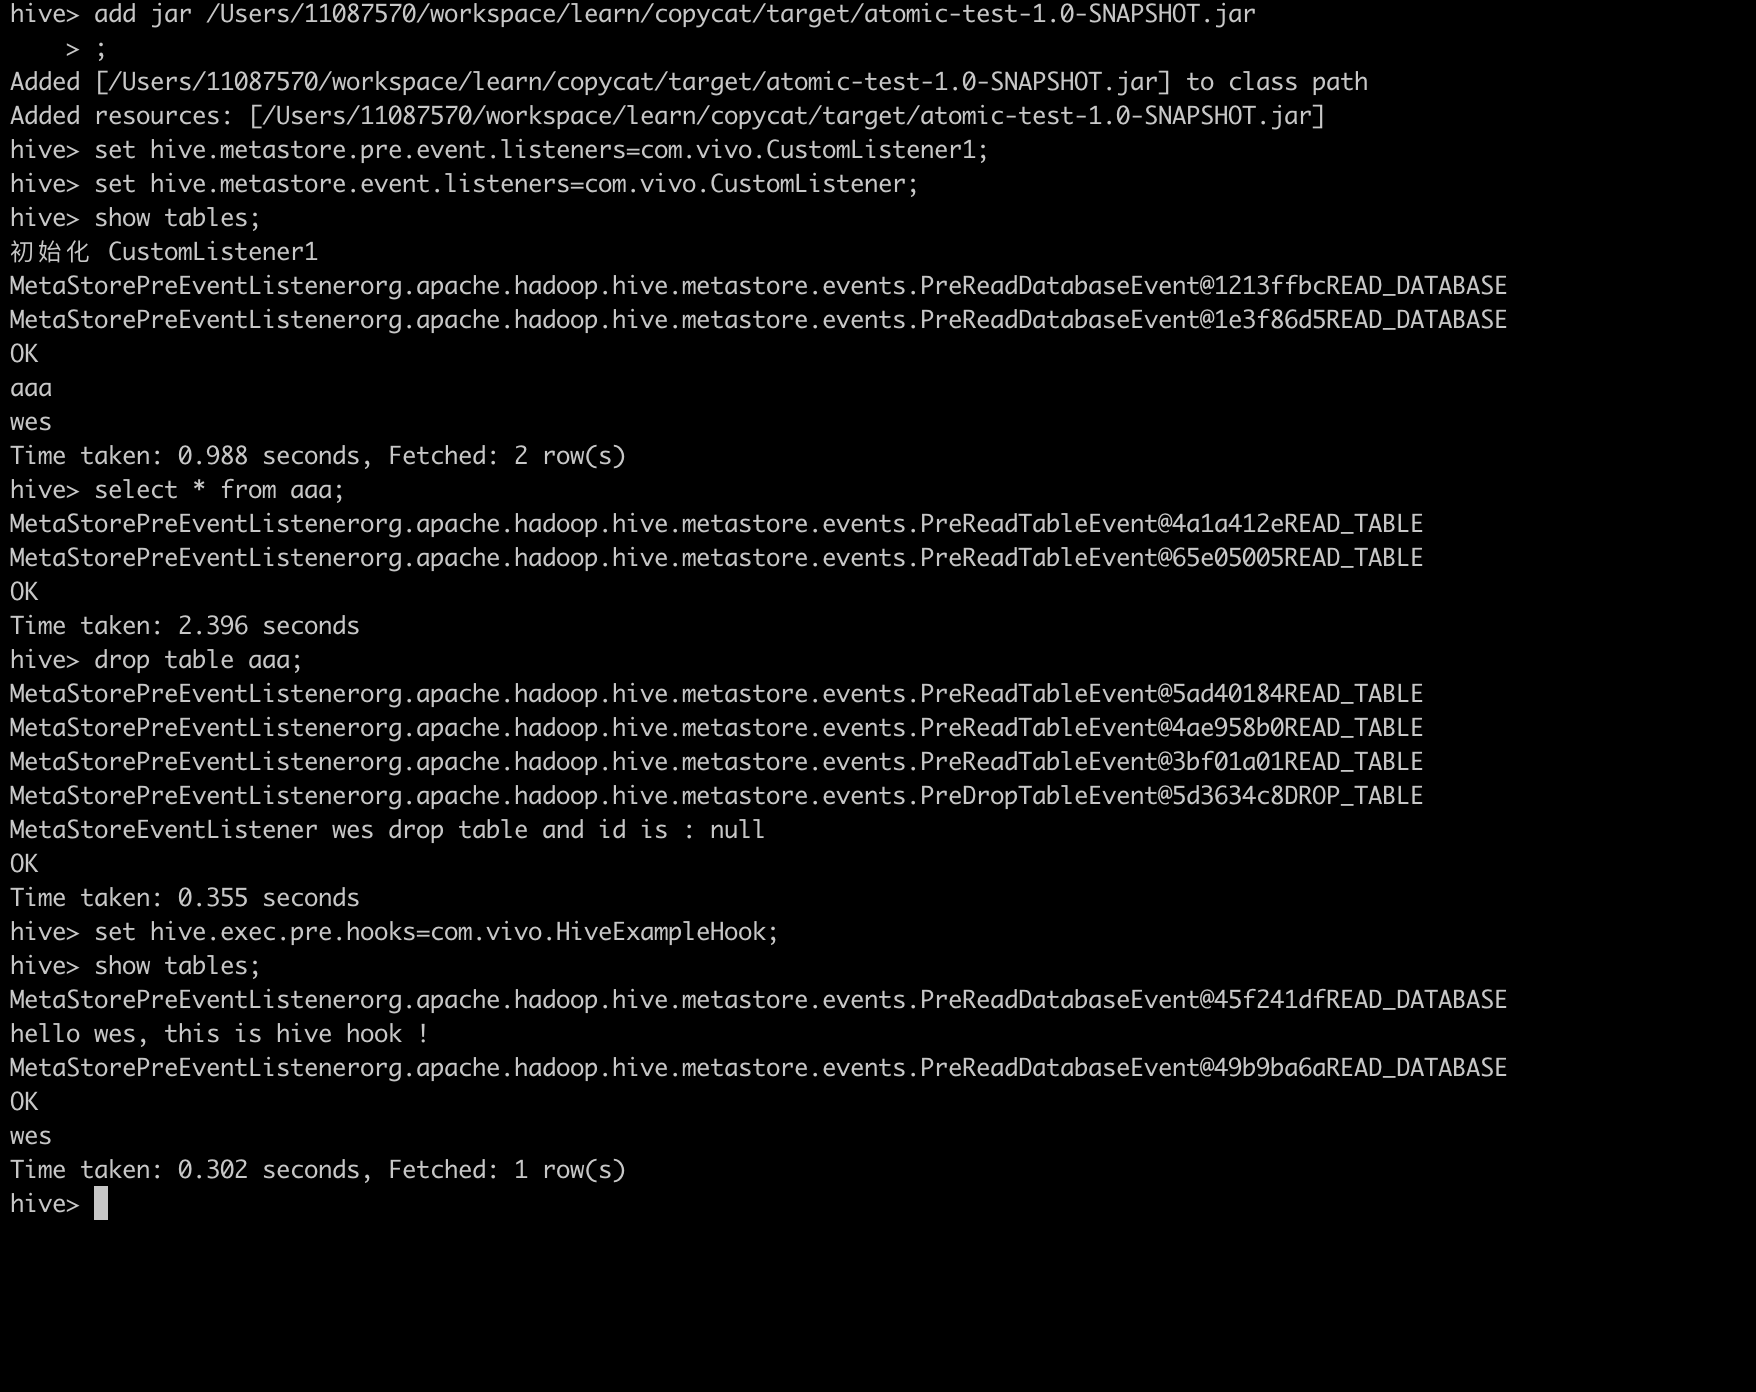 hive> add jar /Users/11087570/workspace/learn/copycat/target/atomic-test-1.0-SNAPSHOT.jar
    > ;
Added [/Users/11087570/workspace/learn/copycat/target/atomic-test-1.0-SNAPSHOT.jar] to class path
Added resources: [/Users/11087570/workspace/learn/copycat/target/atomic-test-1.0-SNAPSHOT.jar]
hive> set hive.metastore.pre.event.listeners=com.vivo.CustomListener1;
hive> set hive.metastore.event.listeners=com.vivo.CustomListener;
hive> show tables;
初始化 CustomListener1
MetaStorePreEventListenerorg.apache.hadoop.hive.metastore.events.PreReadDatabaseEvent@1213ffbcREAD_DATABASE
MetaStorePreEventListenerorg.apache.hadoop.hive.metastore.events.PreReadDatabaseEvent@1e3f86d5READ_DATABASE
OK
aaa
wes
Time taken: 0.988 seconds, Fetched: 2 row(s)
hive> select * from aaa;
MetaStorePreEventListenerorg.apache.hadoop.hive.metastore.events.PreReadTableEvent@4a1a412eREAD_TABLE
MetaStorePreEventListenerorg.apache.hadoop.hive.metastore.events.PreReadTableEvent@65e05005READ_TABLE
OK
Time taken: 2.396 seconds
hive> drop table aaa;
MetaStorePreEventListenerorg.apache.hadoop.hive.metastore.events.PreReadTableEvent@5ad40184READ_TABLE
MetaStorePreEventListenerorg.apache.hadoop.hive.metastore.events.PreReadTableEvent@4ae958b0READ_TABLE
MetaStorePreEventListenerorg.apache.hadoop.hive.metastore.events.PreReadTableEvent@3bf01a01READ_TABLE
MetaStorePreEventListenerorg.apache.hadoop.hive.metastore.events.PreDropTableEvent@5d3634c8DROP_TABLE
MetaStoreEventListener wes drop table and id is : null
OK
Time taken: 0.355 seconds
hive> set hive.exec.pre.hooks=com.vivo.HiveExampleHook;
hive> show tables;
MetaStorePreEventListenerorg.apache.hadoop.hive.metastore.events.PreReadDatabaseEvent@45f241dfREAD_DATABASE
hello wes, this is hive hook !
MetaStorePreEventListenerorg.apache.hadoop.hive.metastore.events.PreReadDatabaseEvent@49b9ba6aREAD_DATABASE
OK
wes
Time taken: 0.302 seconds, Fetched: 1 row(s)
hive>